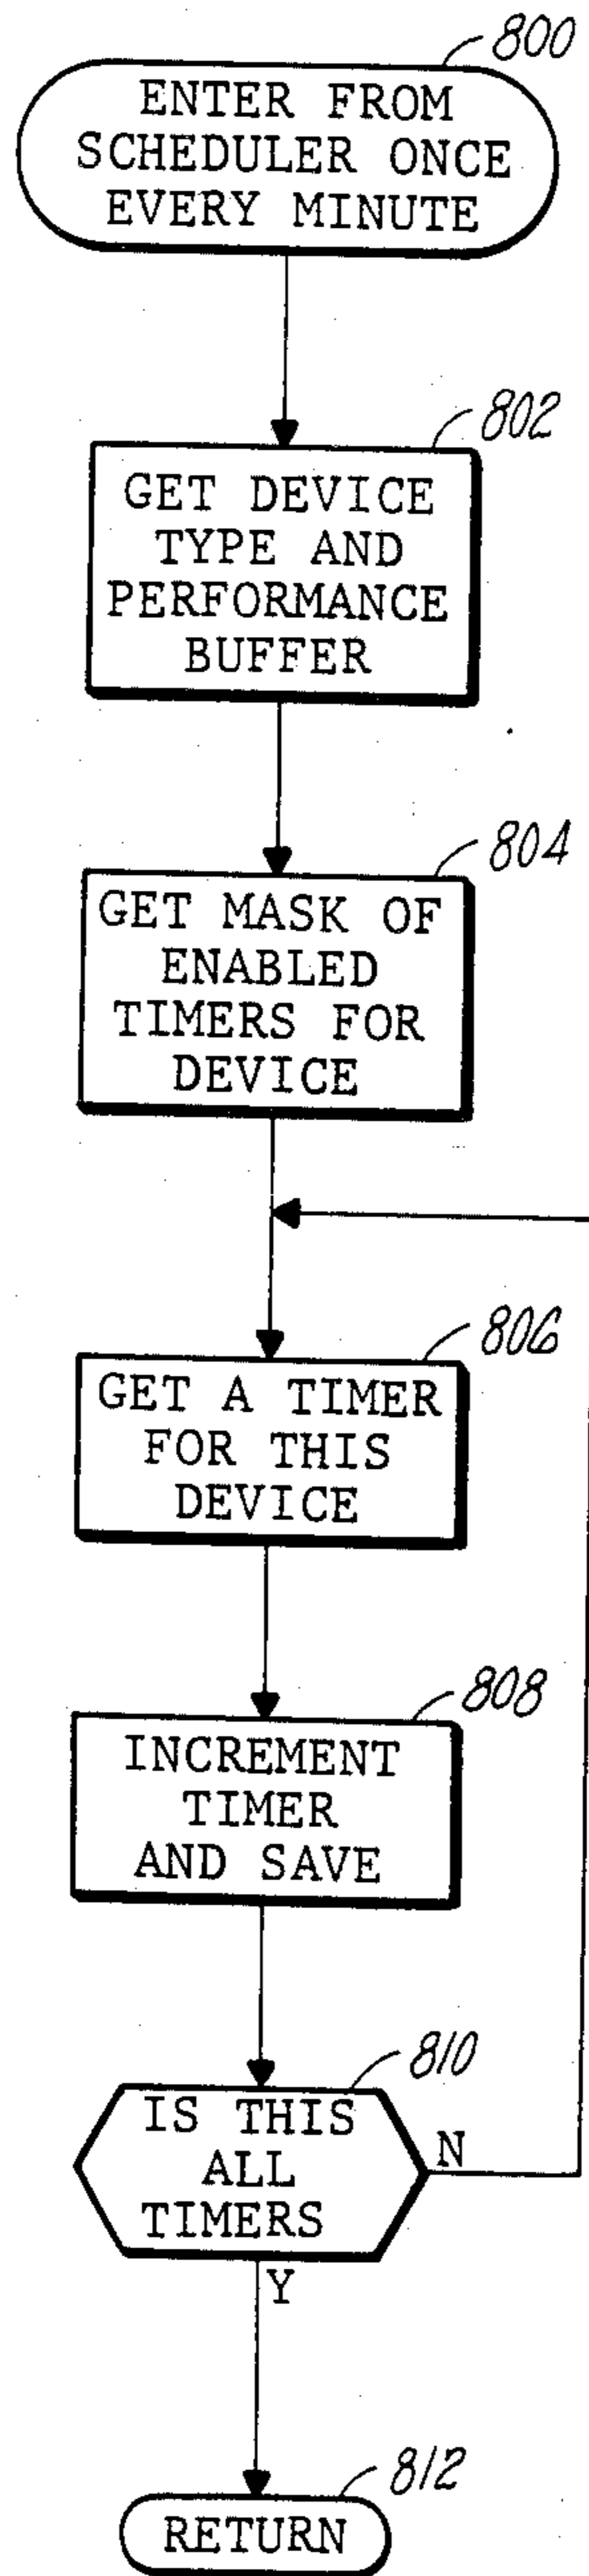 800
ENTER FROM
SCHEDULER ONCE
EVERY MINUTE
802
GET DEVICE
TYPE AND
PERFORMANCE
BUFFER
804
GET MASK OF
ENABLED
TIMERS FOR
DEVICE
806
GET A TIMER
FOR THIS
DEVICE
808
INCREMENT
TIMER
AND SAVE
810
IS THIS
ALL
TIMERS
N
Y
812
RETURN